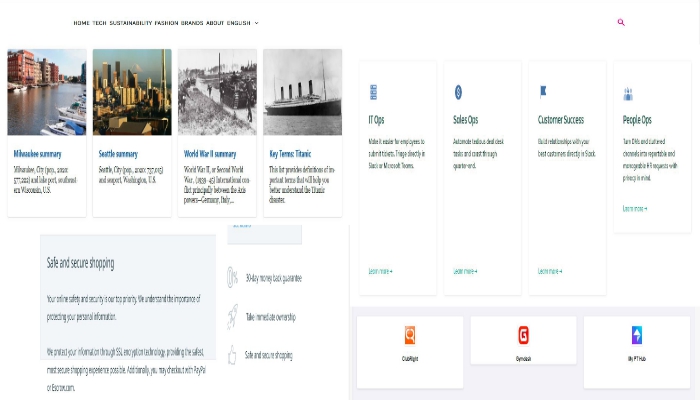 HOME TECH SUSTAINABILITY FASHION BRANDS ABOUT ENGLISH
Milwaukee summary
Milwaukee, City (pop., 2020:
577,222) and lake port, southeast
ern Wisconsin, U.S.
Seattle summary
Seattle, City (pop., 2020: 737,015)
and seaport, Washington, U.S.
World War II summary
World War II, or Second World
War, (1939–45) International con-
flict principally between the Axis
powers—Germany, Italy,...
Key Terms: Titanic
This list provides definitions of im-
portant terms that will help you
better understand the Titanic
disaster.
Safe and secure shopping
Your online safety and security is our top priority. We understand the importance of
protecting your personal information.
We protect your information through SSL encryption technology, providing the safest,
most secure shopping experience possible. Additionally, you may checkout with PayPal
or Escrow.com.
0%
30-day money back guarantee
Take immediate ownership
Safe and secure shopping
IT Ops
Make it easier for employees to
submit tickets. Triage directly in
Slack or Microsoft Teams.
Learn more→
Sales Ops
Automate tedious deal desk
tasks and coast through
quarter-end.
Learn more→
Customer Success
Build relationships with your
best customers directly in Slack.
Learn more→
People Ops
Turn DMs and cluttered
channels into reportable and
manageable HR requests with
privacy in mind.
Learn more→
ClubRight
Gymdesk
My PT Hub